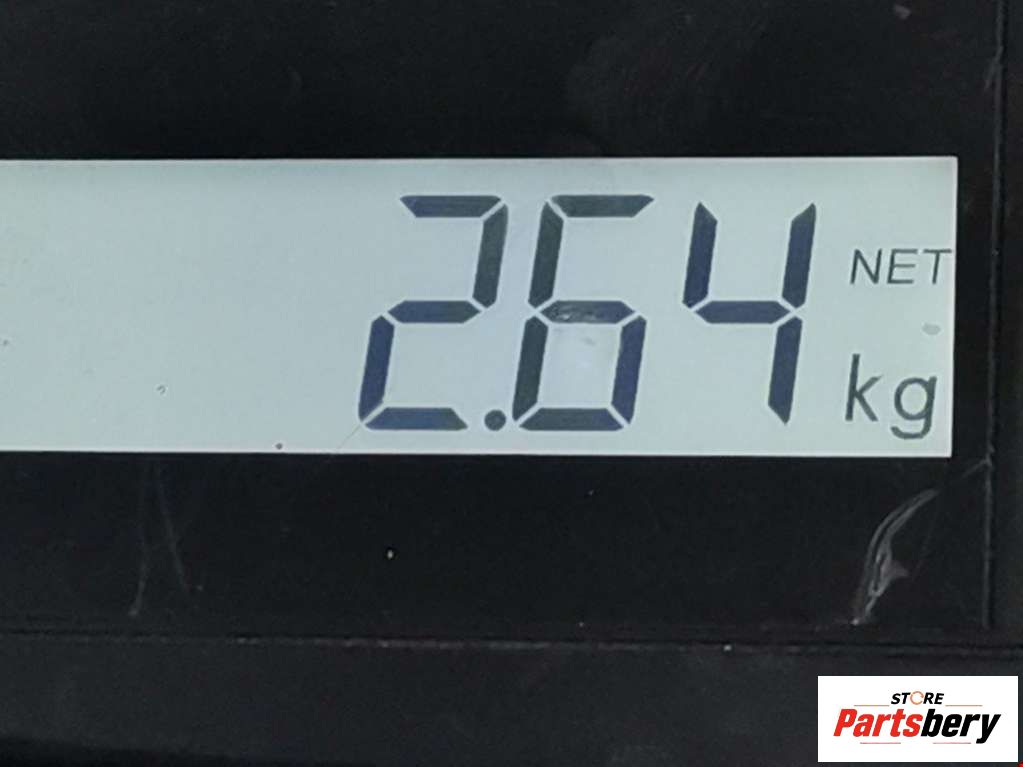 2.64 NET
kg
STORE
Partsbery